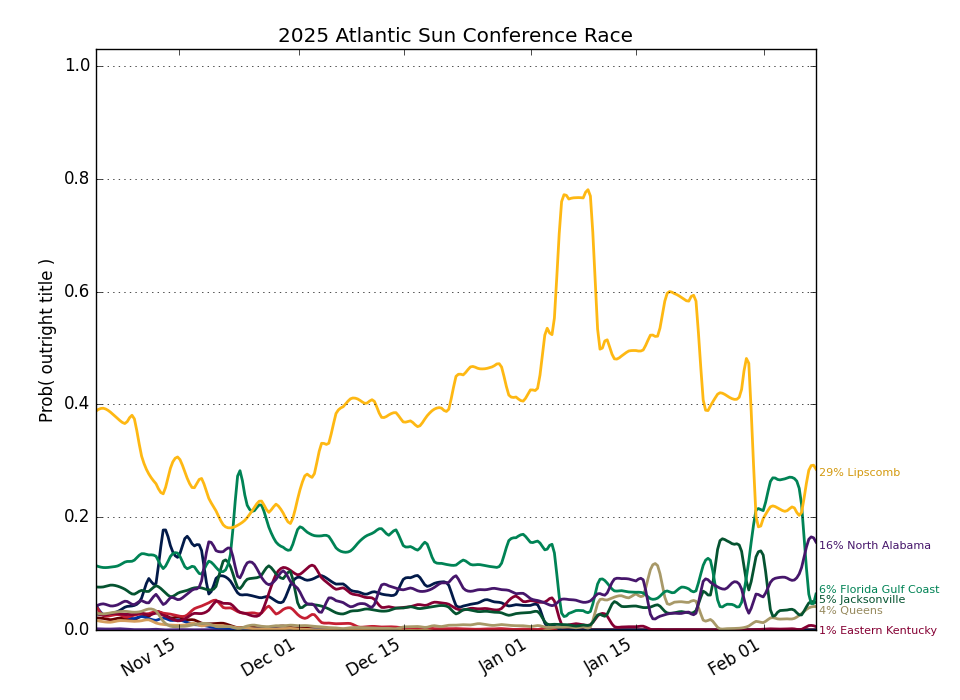 2025 Atlantic Sun Conference Race
Prob( outright title )
1.0
0.8
0.6
0.4
0.2
0.0
Nov 15
Dec 01
Dec 15
Jan 01
Jan 15
Feb 01
29% Lipscomb
16% North Alabama
6% Florida Gulf Coast
5% Jacksonville
4% Queens
1% Eastern Kentucky